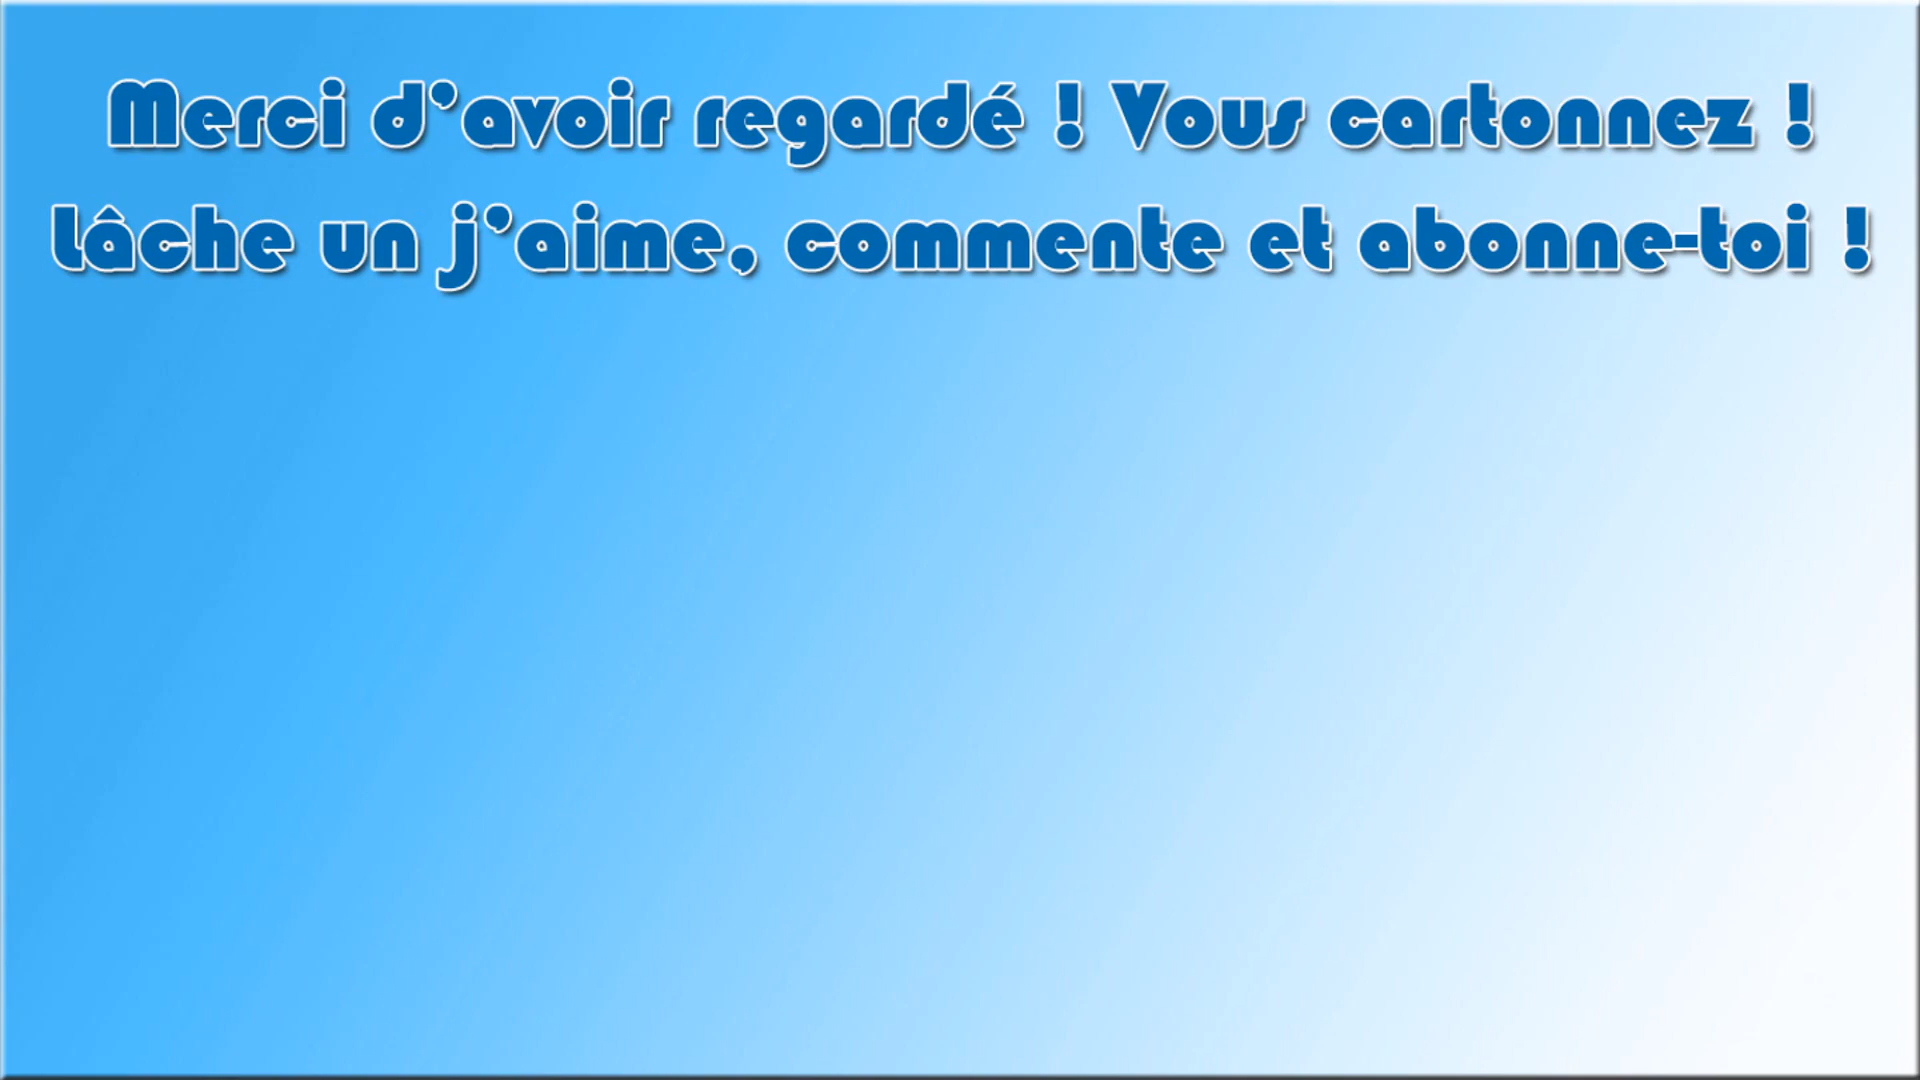 Merci d’avoir regardé ! Vous cartonnez !
Lâche un j’aime, commente et abonne-toi !